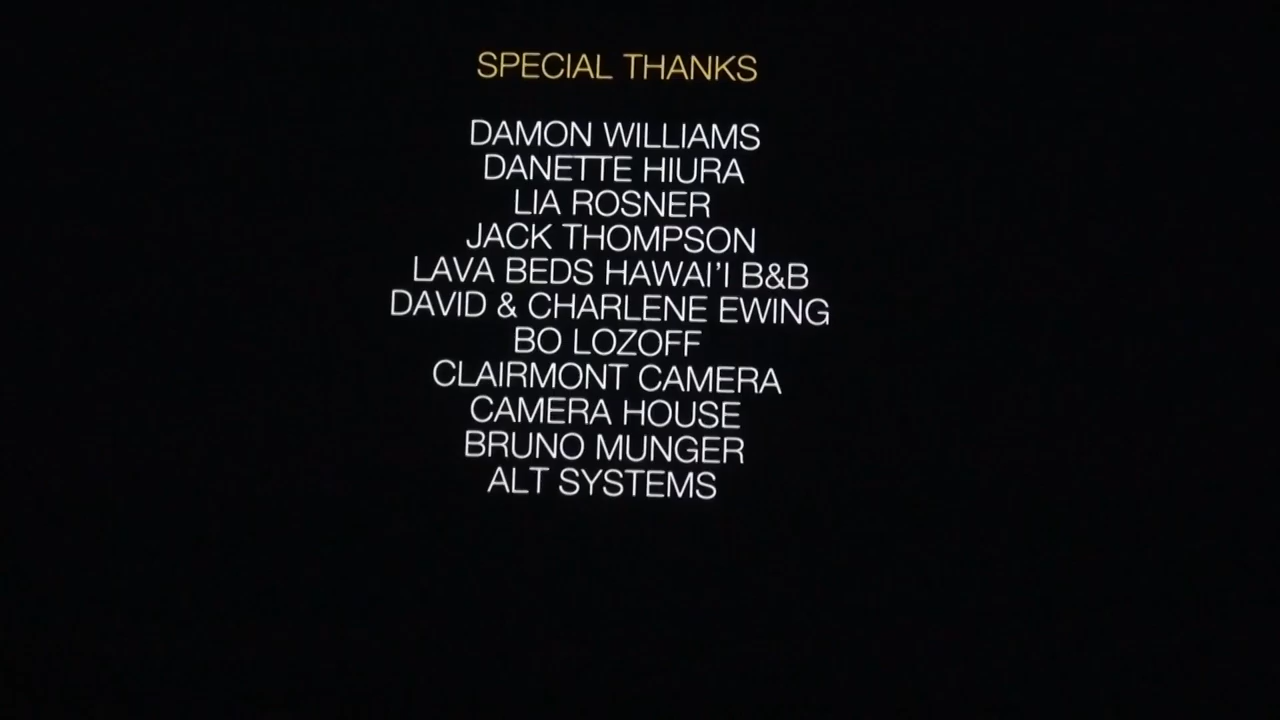 SPECIAL THANKS
DAMON WILLIAMS
DANETTE HIURA
LIA ROSNER
JACK THOMPSON
LAVA BEDS HAWAI'I B&B
DAVID & CHARLENE EWING
BO LOZOFF
CLAIRMONT CAMERA
CAMERA HOUSE
BRUNO MUNGER
ALT SYSTEMS